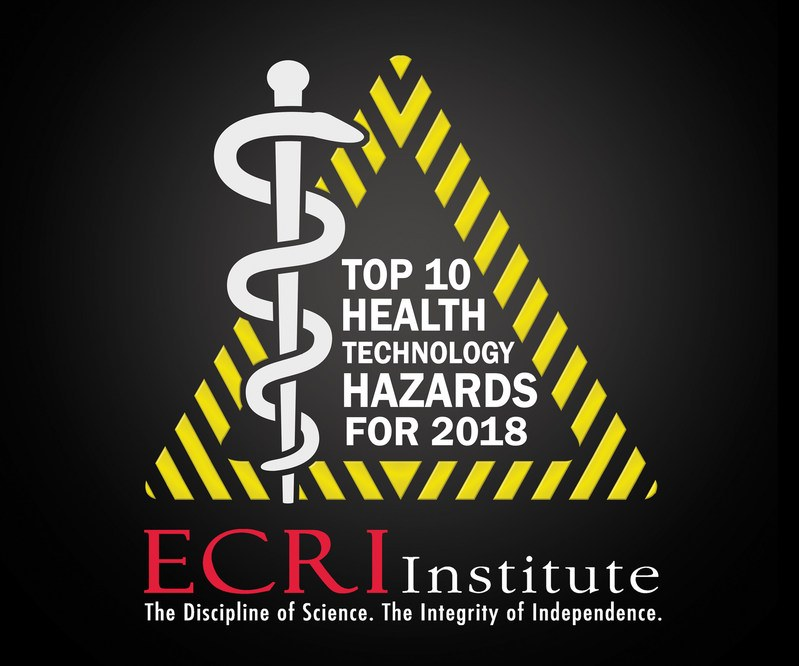 TOP 10
HEALTH
TECHNOLOGY
HAZARDS
FOR 2018
ECRI Institute
The Discipline of Science. The Integrity of Independence.